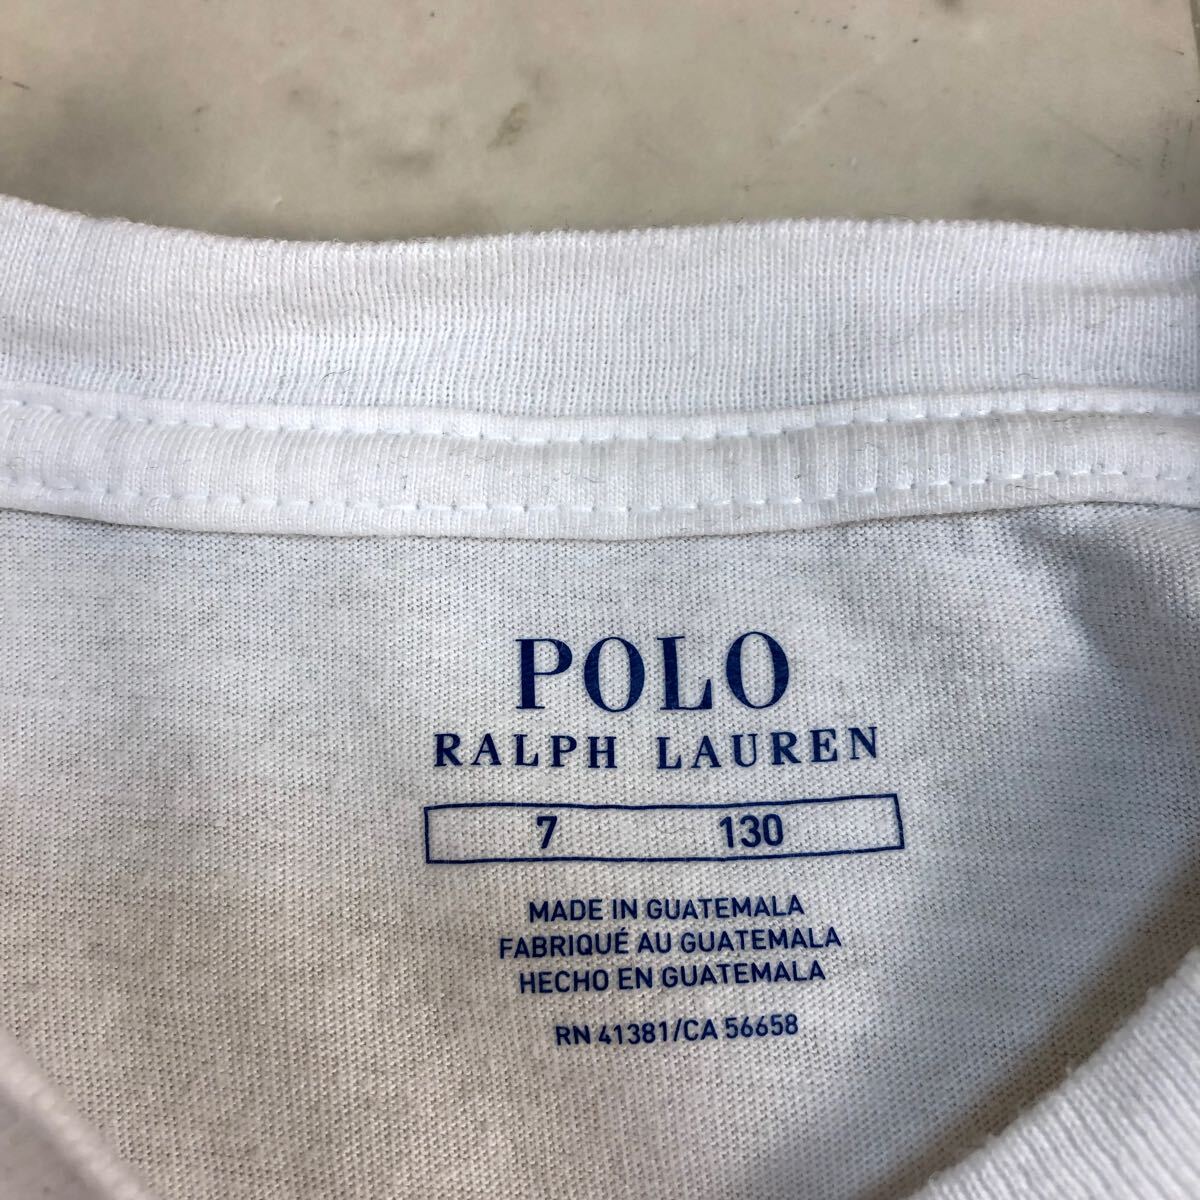 POLO
RALPH LAUREN
7 130
MADE IN GUATEMALA
FABRIQUÉ AU GUATEMALA
HECHO EN GUATEMALA
RN 41381/CA 56658